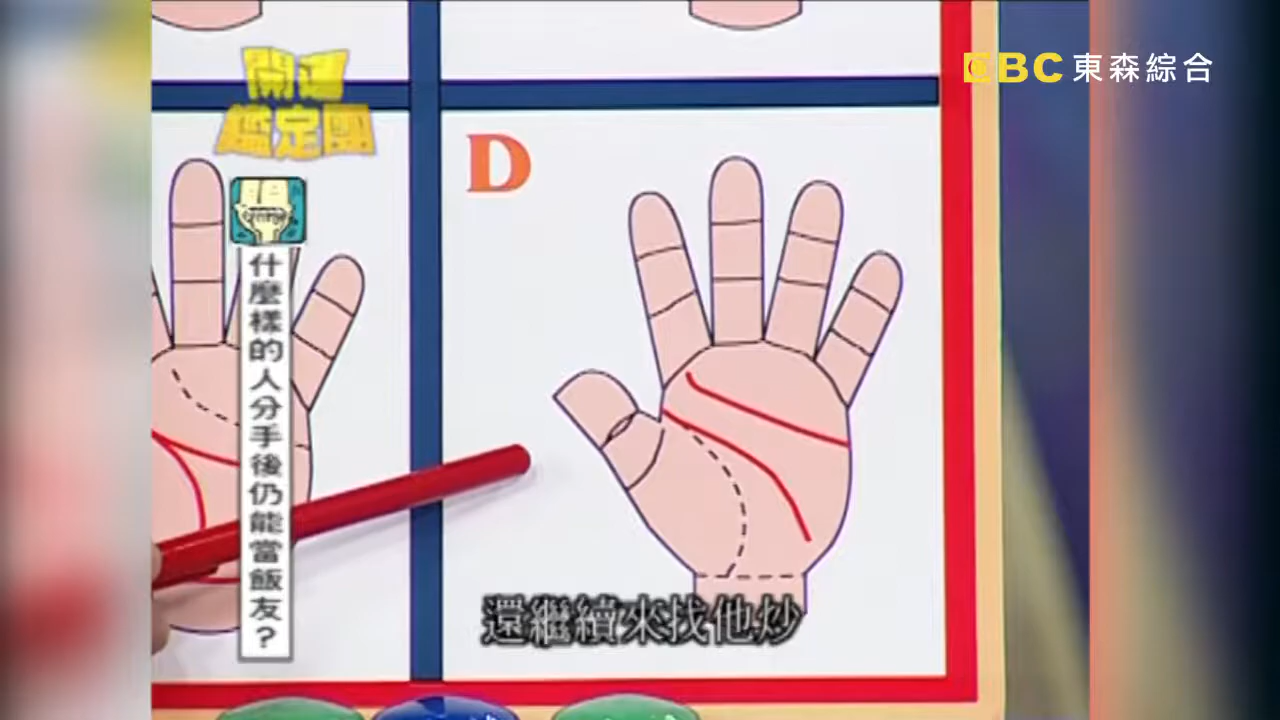 開運
鑑定團
EBC 東森綜合
D
什麼樣的人分手後仍能當飯友？
還繼續來找他炒